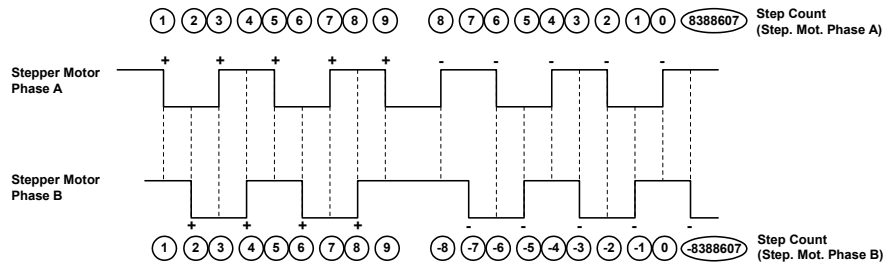 1 2 3 4 5 6 7 8 9 8 7 6 5 4 3 2 1 0 8388607 Step Count
(Step. Mot. Phase A)
+ + + + + - - - - -
Stepper Motor
Phase A
Stepper Motor
Phase B
+ + + + - - - - -
1 2 3 4 5 6 7 8 9 -8 -7 -6 -5 -4 -3 -2 -1 0 -8388607 Step Count
(Step. Mot. Phase B)